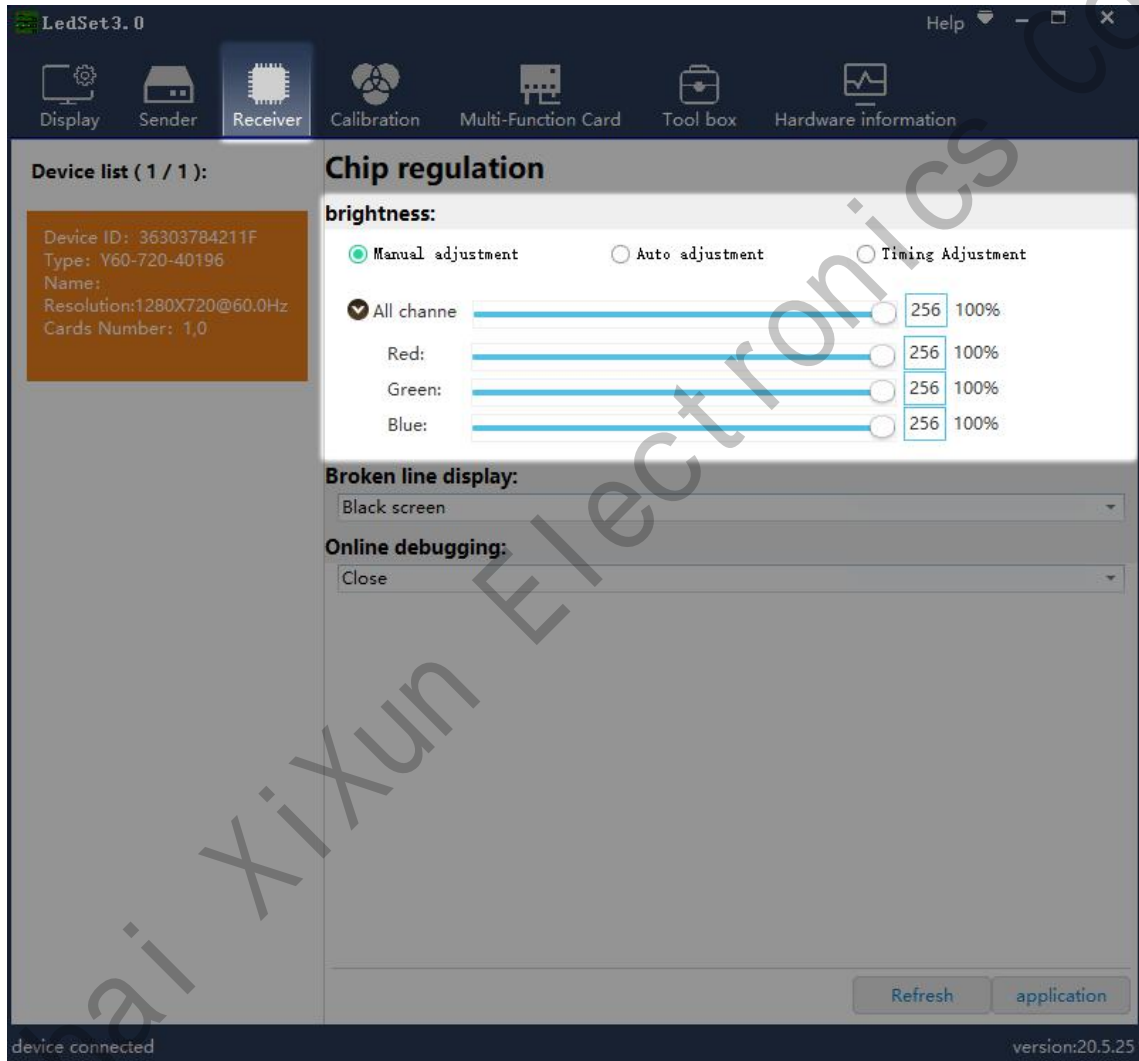 LedSet3.0
Help
Display Sender Receiver Calibration Multi-Function Card Tool box Hardware information
Device list ( 1 / 1 ):
Device ID: 36303784211F
Type: Y60-720-40196
Name:
Resolution:1280X720@60.0Hz
Cards Number: 1,0
Chip regulation
brightness:
Manual adjustment Auto adjustment Timing Adjustment
All channe 256 100%
Red: 256 100%
Green: 256 100%
Blue: 256 100%
Broken line display:
Black screen
Online debugging:
Close
Refresh application
device connected version:20.5.25
hai XiXun Electronics Co